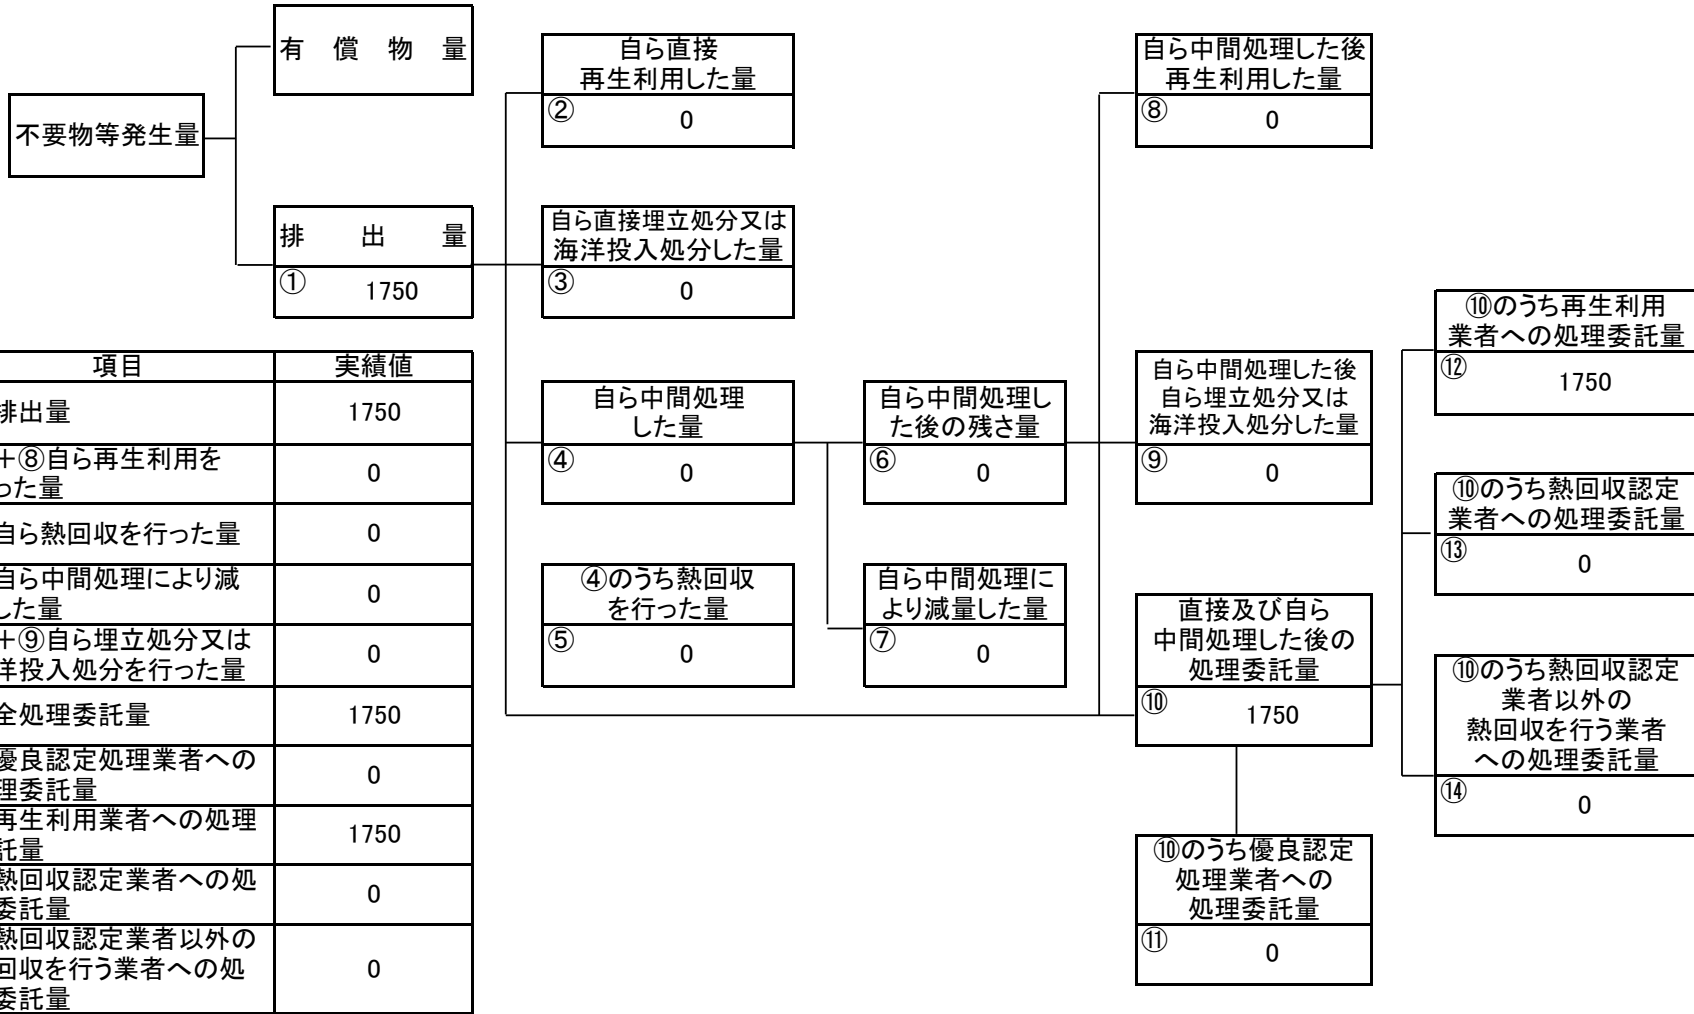 有償物量
不要物等発生量
排出量
① 1750
自ら直接
再生利用した量
② 0
自ら直接埋立処分又は
海洋投入処分した量
③ 0
自ら中間処理
した量
④ 0
④のうち熱回収
を行った量
⑤ 0
自ら中間処理し
た後の残さ量
⑥ 0
自ら中間処理に
より減量した量
⑦ 0
自ら中間処理した後
再生利用した量
⑧ 0
自ら中間処理した後
自ら埋立処分又は
海洋投入処分した量
⑨ 0
直接及び自ら
中間処理した後の
処理委託量
⑩ 1750
⑩のうち優良認定
処理業者への
処理委託量
⑪ 0
⑩のうち再生利用
業者への処理委託量
⑫ 1750
⑩のうち熱回収認定
業者への処理委託量
⑬ 0
⑩のうち熱回収認定
業者以外の
熱回収を行う業者
への処理委託量
⑭ 0
項目 実績値
排出量 1750
+⑧自ら再生利用を
った量 0
自ら熱回収を行った量 0
自ら中間処理により減
した量 0
+⑨自ら埋立処分又は
洋投入処分を行った量 0
全処理委託量 1750
優良認定処理業者への
理委託量 0
再生利用業者への処理
託量 1750
熱回収認定業者への処
委託量 0
熱回収認定業者以外の
回収を行う業者への処
委託量 0